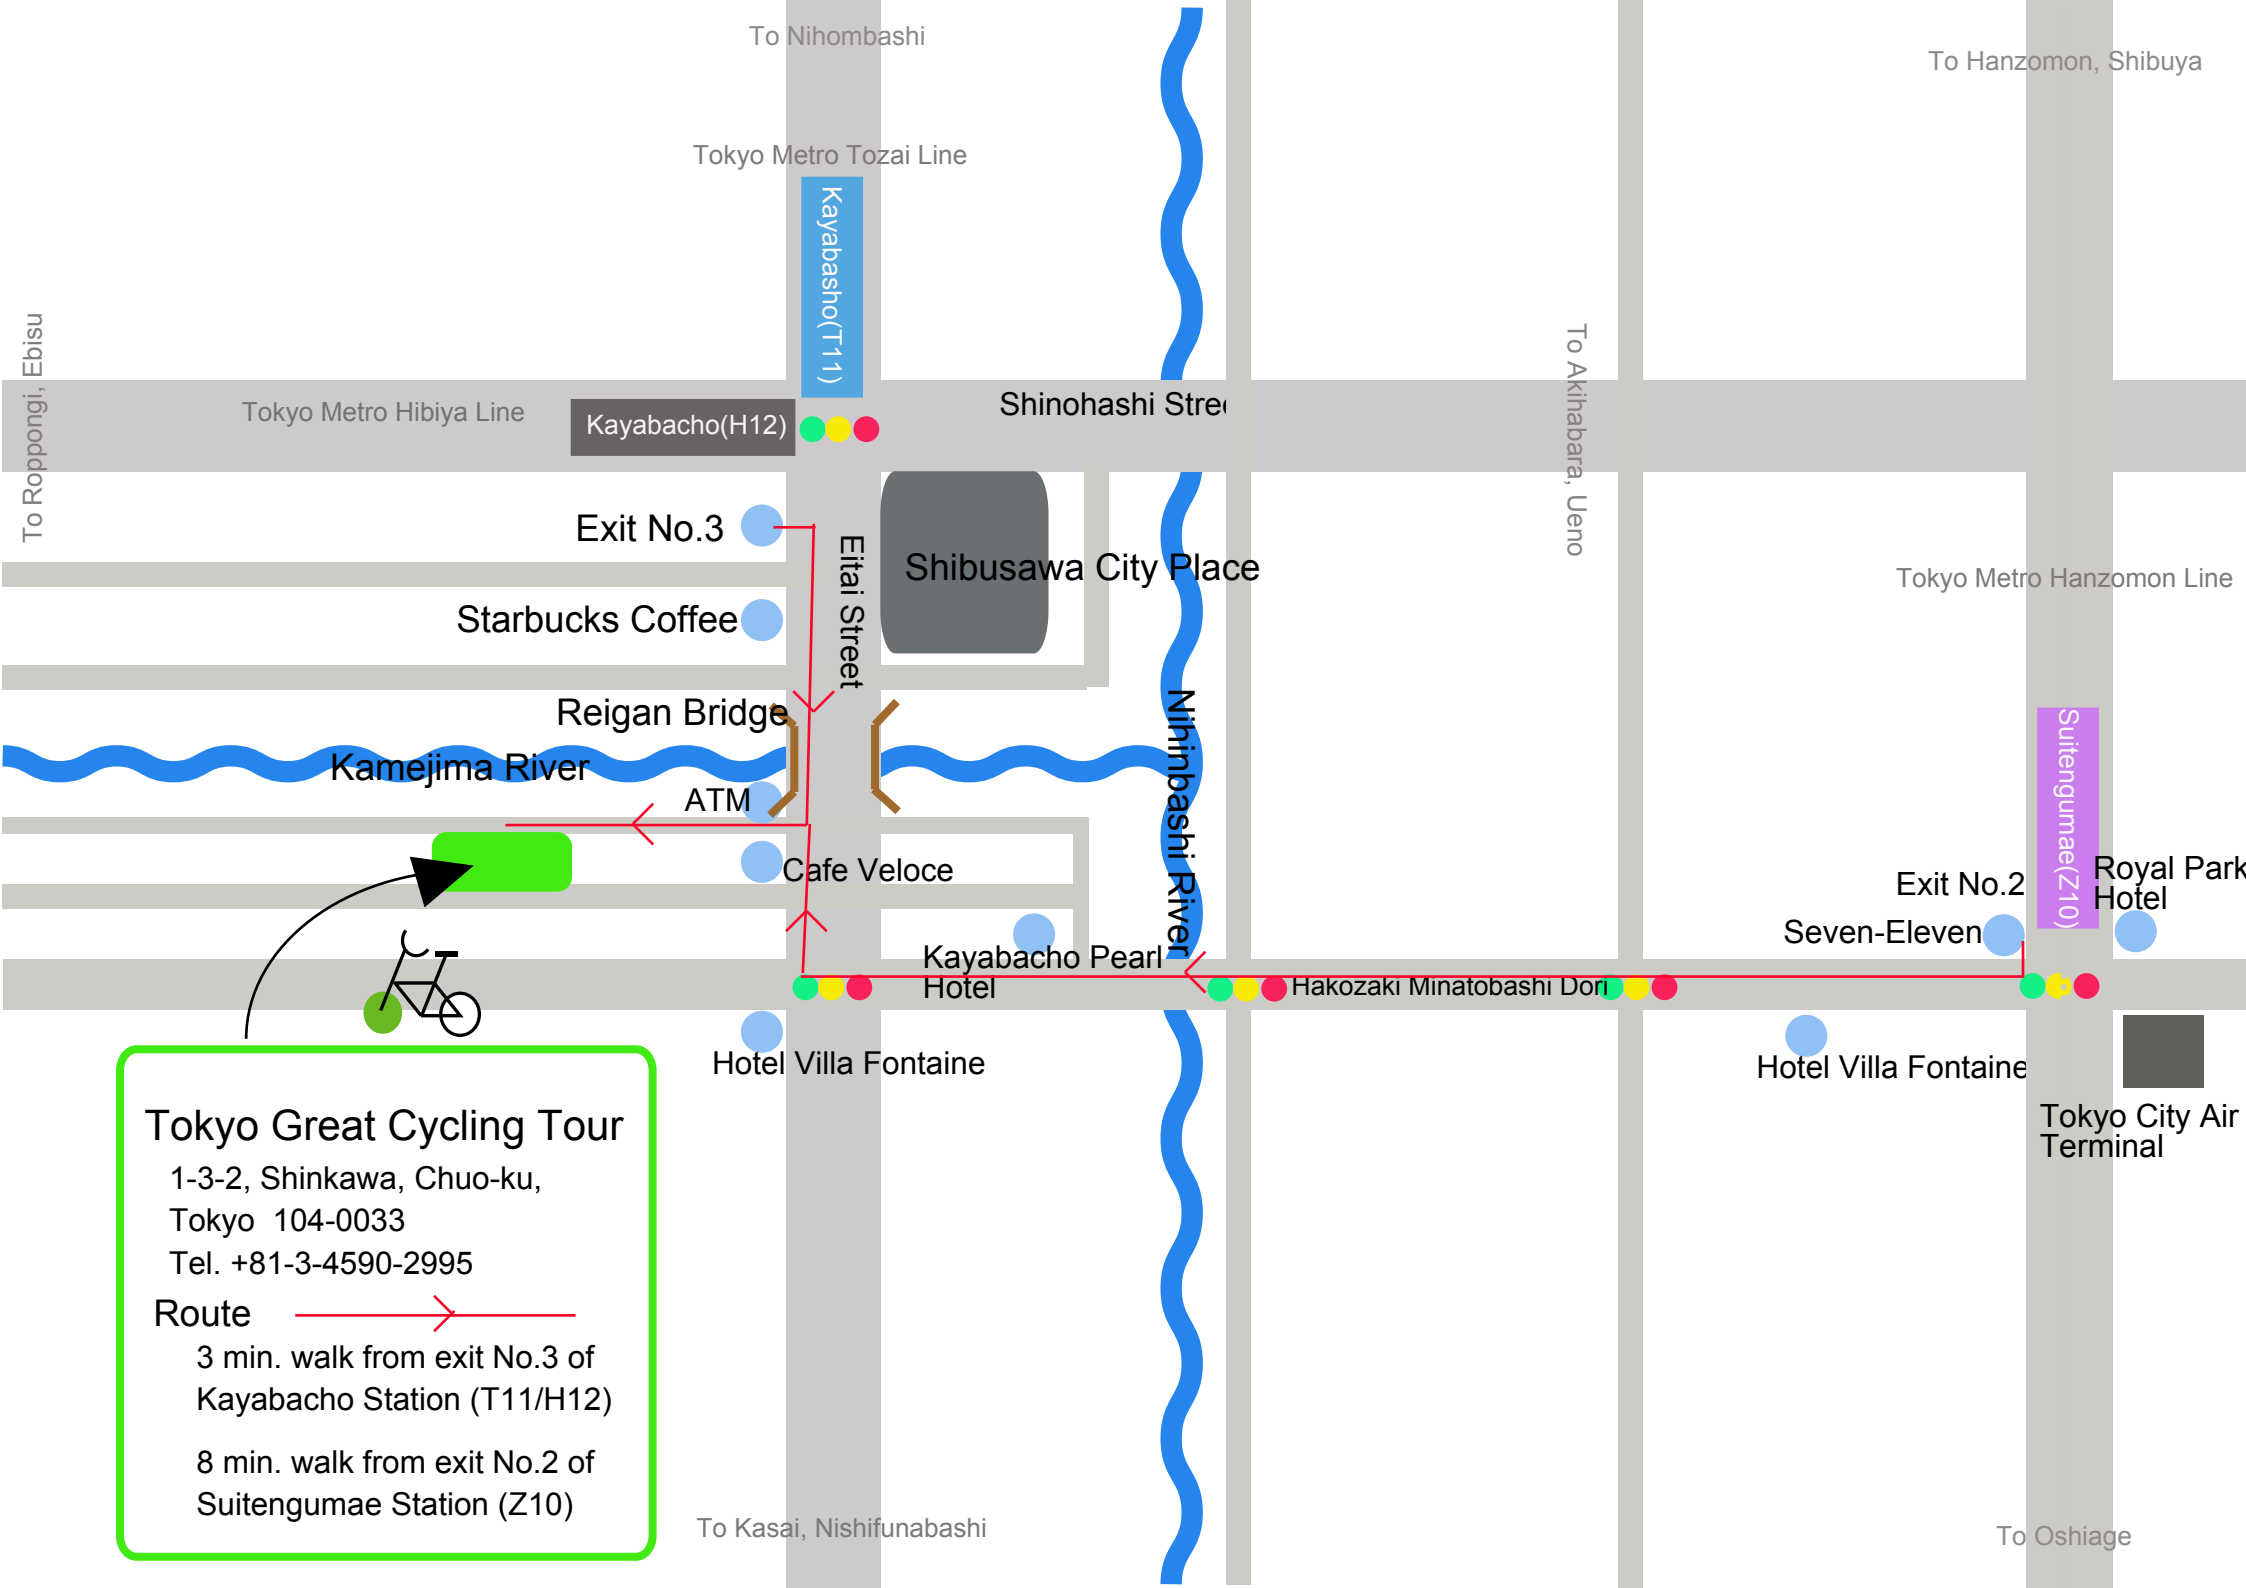 To Nihombashi
To Hanzomon, Shibuya
Tokyo Metro Tozai Line
Kayabasho(T11)
To Roppongi, Ebisu
Tokyo Metro Hibiya Line
Kayabacho(H12)
Shinohashi Stree
To Akihabara, Ueno
Exit No.3
Eitai Street
Shibusawa City Place
Tokyo Metro Hanzomon Line
Starbucks Coffee
Reigan Bridge
Nihinbashi River
Suitengumae(Z10)
Kamejima River
ATM
Cafe Veloce
Exit No.2
Royal Park
Hotel
Seven-Eleven
Kayabacho Pearl
Hotel
Hakozaki Minatobashi Dori
Hotel Villa Fontaine
Hotel Villa Fontaine
Tokyo City Air
Terminal
Tokyo Great Cycling Tour
1-3-2, Shinkawa, Chuo-ku,
Tokyo 104-0033
Tel. +81-3-4590-2995
Route
3 min. walk from exit No.3 of
Kayabacho Station (T11/H12)
8 min. walk from exit No.2 of
Suitengumae Station (Z10)
To Kasai, Nishifunabashi
To Oshiage